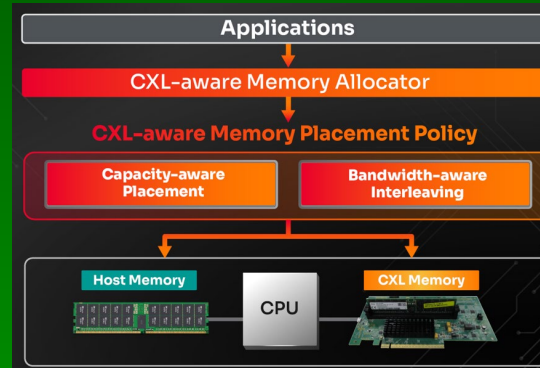 Applications
CXL-aware Memory Allocator
CXL-aware Memory Placement Policy
Capacity-aware
Placement
Bandwidth-aware
Interleaving
Host Memory
CPU
CXL Memory